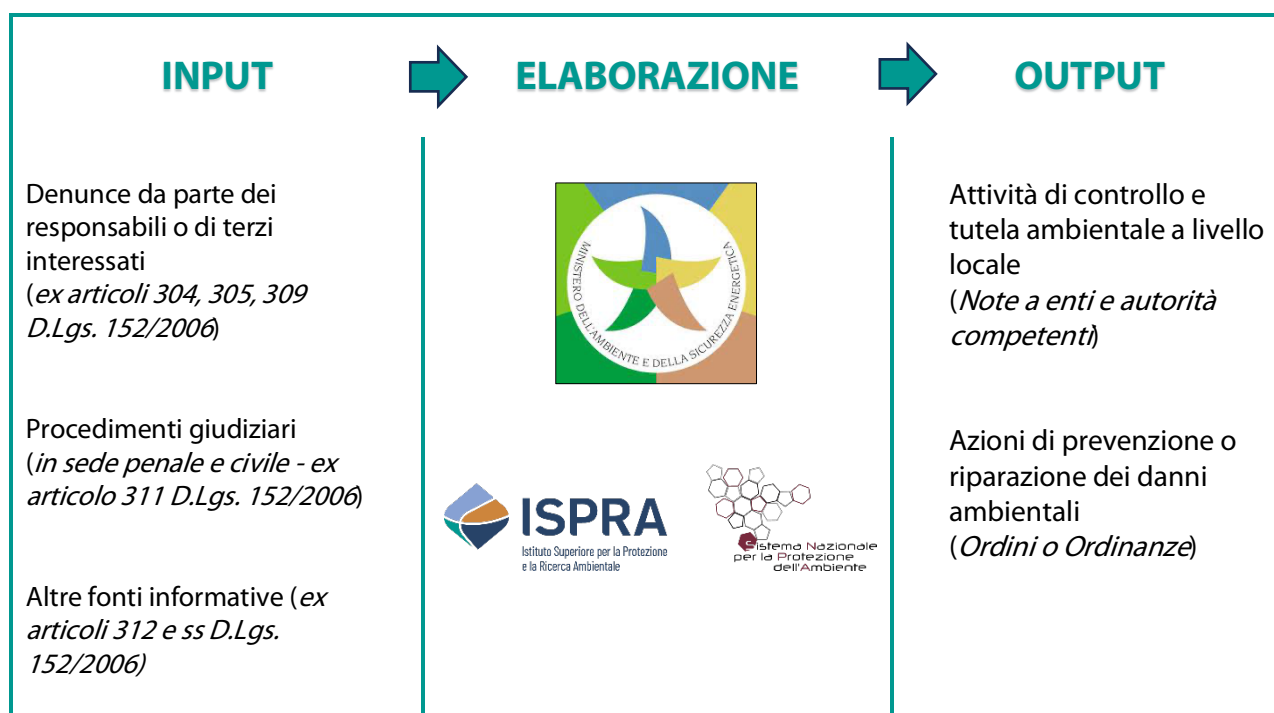 INPUT
ELABORAZIONE
OUTPUT
Denunce da parte dei
responsabili o di terzi
interessati
(ex articoli 304, 305, 309
D.Lgs. 152/2006)
Procedimenti giudiziari
(in sede penale e civile - ex
articolo 311 D.Lgs. 152/2006)
Altre fonti informative (ex
articoli 312 e ss D.Lgs.
152/2006)
MINISTERO DELL'AMBIENTE E DELLA SICUREZZA ENERGETICA
ISPRA
Istituto Superiore per la Protezione
e la Ricerca Ambientale
Sistema Nazionale
per la Protezione
dell'Ambiente
Attività di controllo e
tutela ambientale a livello
locale
(Note a enti e autorità
competenti)
Azioni di prevenzione o
riparazione dei danni
ambientali
(Ordini o Ordinanze)